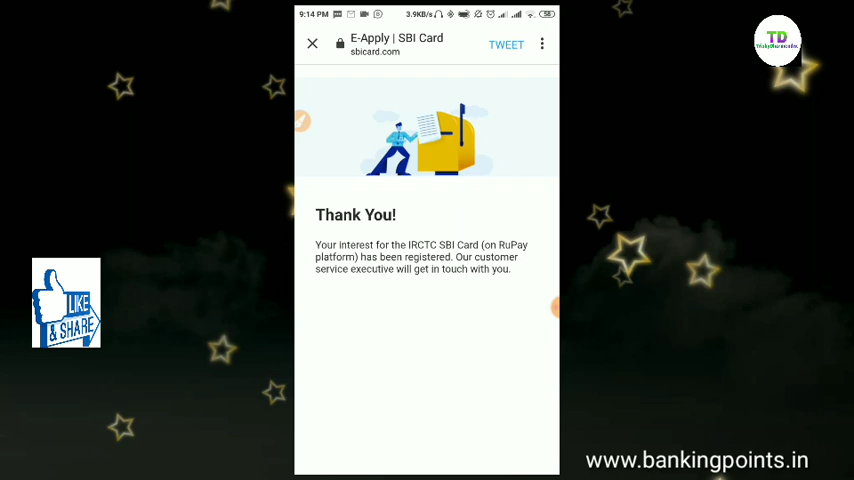 9:14 PM
3.9KB/s
58
E-Apply | SBI Card
sbicard.com
TWEET
TD
Thank You!
Your interest for the IRCTC SBI Card (on RuPay
platform) has been registered. Our customer
service executive will get in touch with you.
LIKE
& SHARE
www.bankingpoints.in